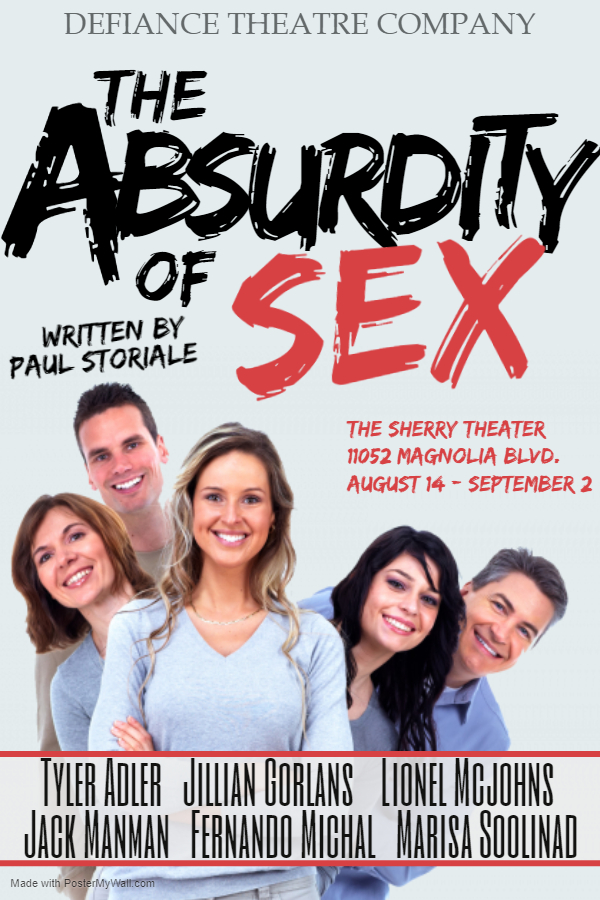 DEFIANCE THEATRE COMPANY
THE
ABSURDITY
OF SEX
WRITTEN BY
PAUL STORIALE
THE SHERRY THEATER
11052 MAGNOLIA BLVD.
AUGUST 14 - SEPTEMBER 2
TYLER ADLER JILLIAN GORLANS LIONEL MCJOHNS
JACK MANMAN FERNANDO MICHAL MARISA SOOLINAD
Made with PosterMyWall.com